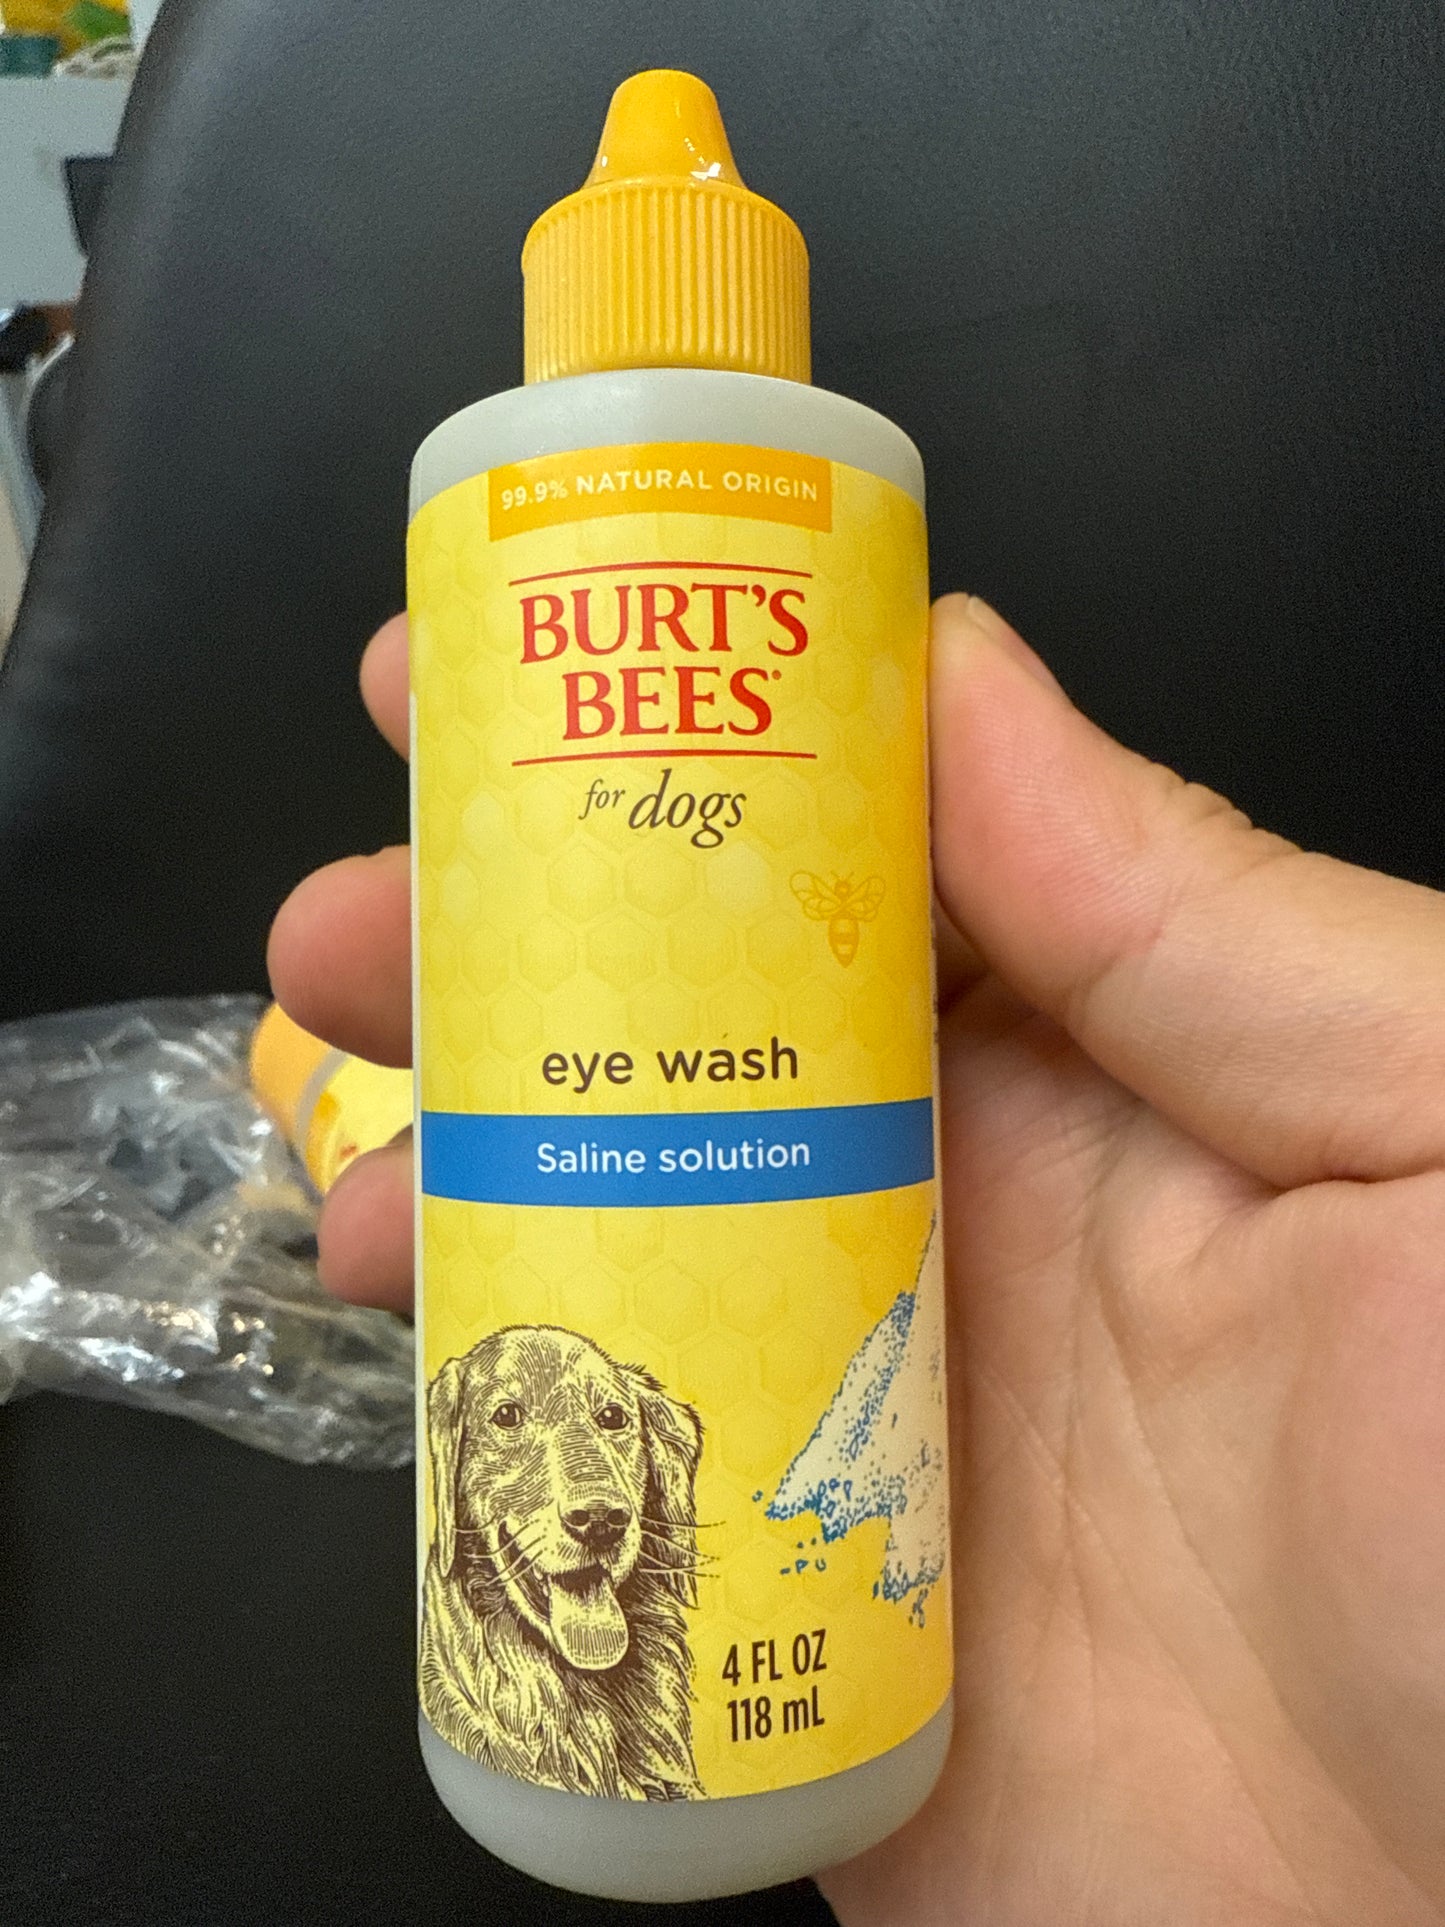 99.9% NATURAL ORIGIN
BURT'S
BEES®
for dogs
eye wash
Saline solution
4 FL OZ
118 mL